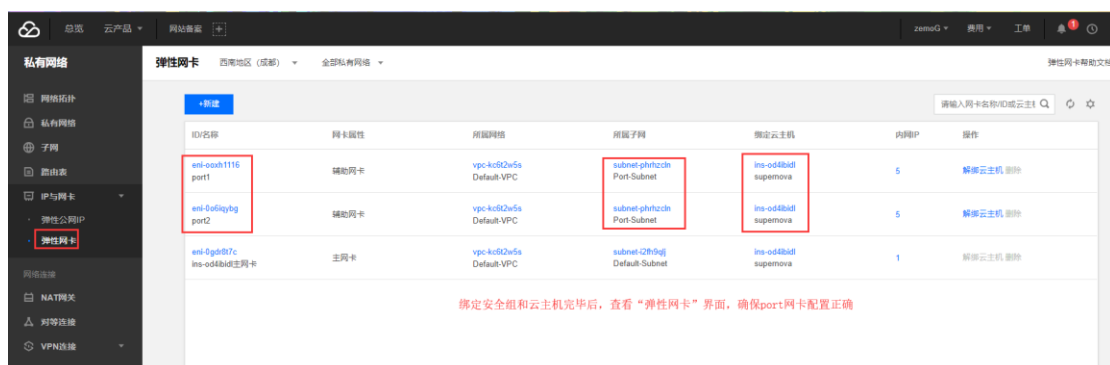 总览 云产品 网站备案 zemoG 费用 工单 1
私有网络 弹性网卡 西南地区（成都） 全部私有网络 弹性网卡帮助文档
网络拓扑
私有网络
子网
路由表
IP与网卡
弹性公网IP
弹性网卡
网络连接
NAT网关
对等连接
VPN连接
+新建 请输入网卡名称/ID或云主机
ID/名称 网卡属性 所属网络 所属子网 绑定云主机 内网IP 操作
eni-ooxh1116 辅助网卡 vpc-kc6t2w5s subnet-phrhzcln ins-od4ibidl 5 解绑云主机 删除
port1 Default-VPC Port-Subnet supernova
eni-0o6iqybg 辅助网卡 vpc-kc6t2w5s subnet-phrhzcln ins-od4ibidl 5 解绑云主机 删除
port2 Default-VPC Port-Subnet supernova
eni-0gdr8t7c 主网卡 vpc-kc6t2w5s subnet-i2fh9qlj ins-od4ibidl 1 解绑云主机 删除
ins-od4ibidl主网卡 Default-VPC Default-Subnet supernova
绑定安全组和云主机完毕后，查看“弹性网卡”界面，确保port网卡配置正确